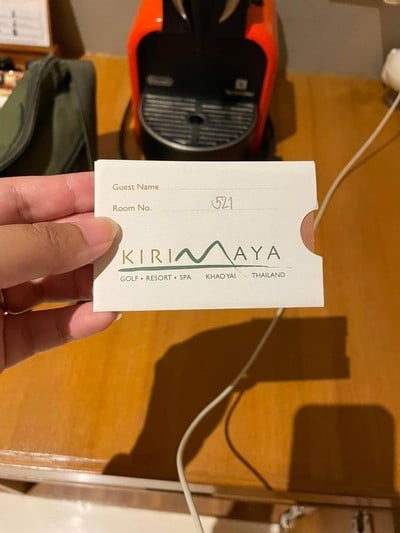 Guest Name
Room No. 521
KIRIMAYA
GOLF • RESORT • SPA KHAO YAI THAILAND